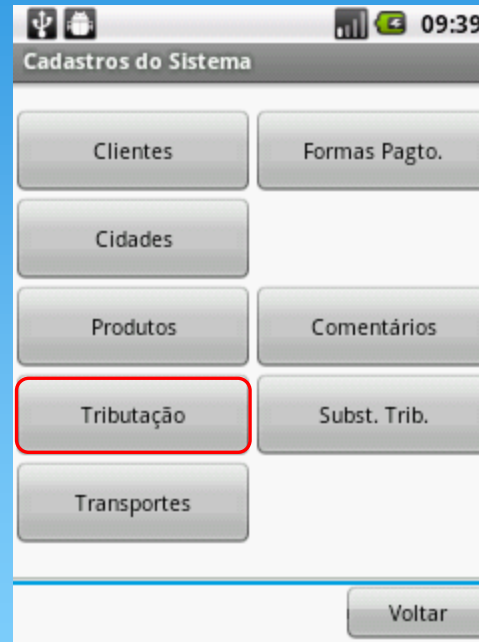 09:39
Cadastros do Sistema
Clientes
Formas Pagto.
Cidades
Produtos
Comentários
Tributação
Subst. Trib.
Transportes
Voltar